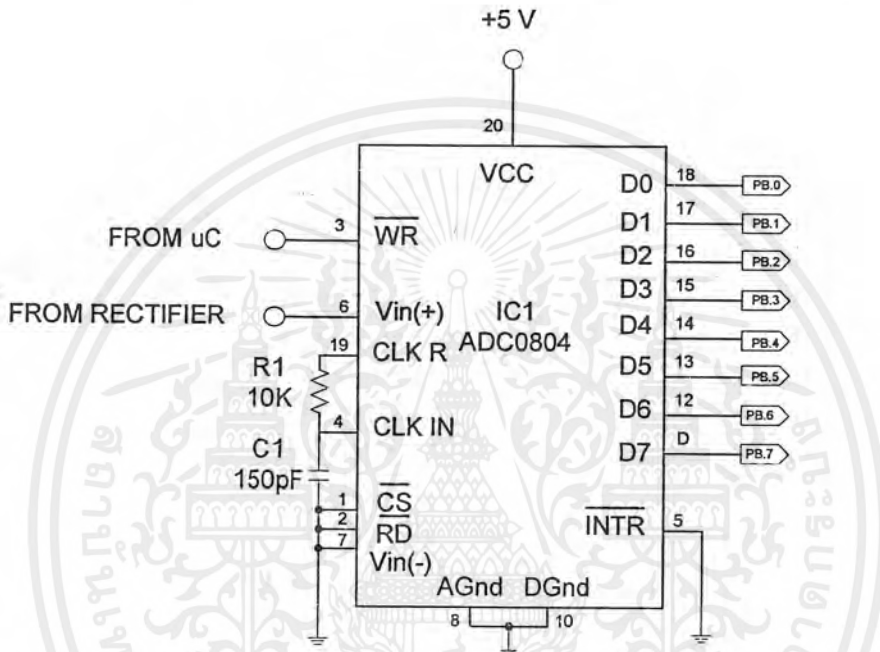 +5 V
20
VCC
FROM uC
3
WR
FROM RECTIFIER
6
Vin(+)
19
CLK R
R1
10K
4
CLK IN
C1
150pF
1
CS
2
RD
7
Vin(-)
IC1
ADC0804
D0
18
PB.0
D1
17
PB.1
D2
16
PB.2
D3
15
PB.3
D4
14
PB.4
D5
13
PB.5
D6
12
PB.6
D7
D
PB.7
INTR
5
AGnd
DGnd
8
10